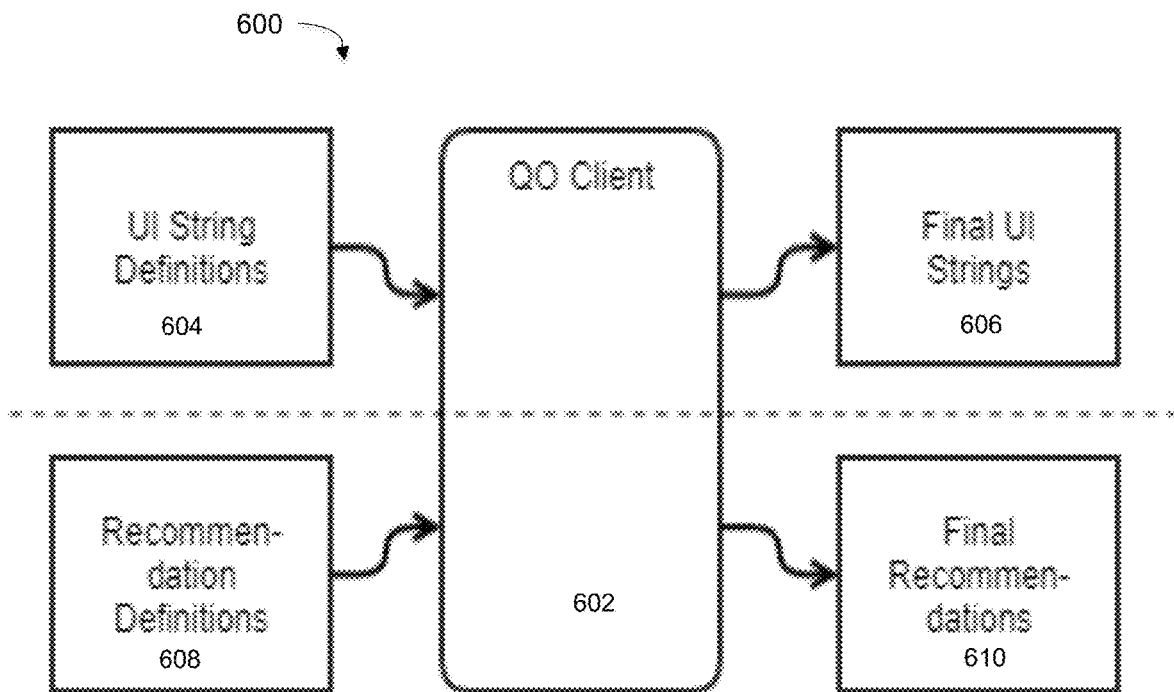 600
UI String
Definitions
604
QO Client
602
Final UI
Strings
606
Recommen-
dation
Definitions
608
Final
Recommen-
dations
610